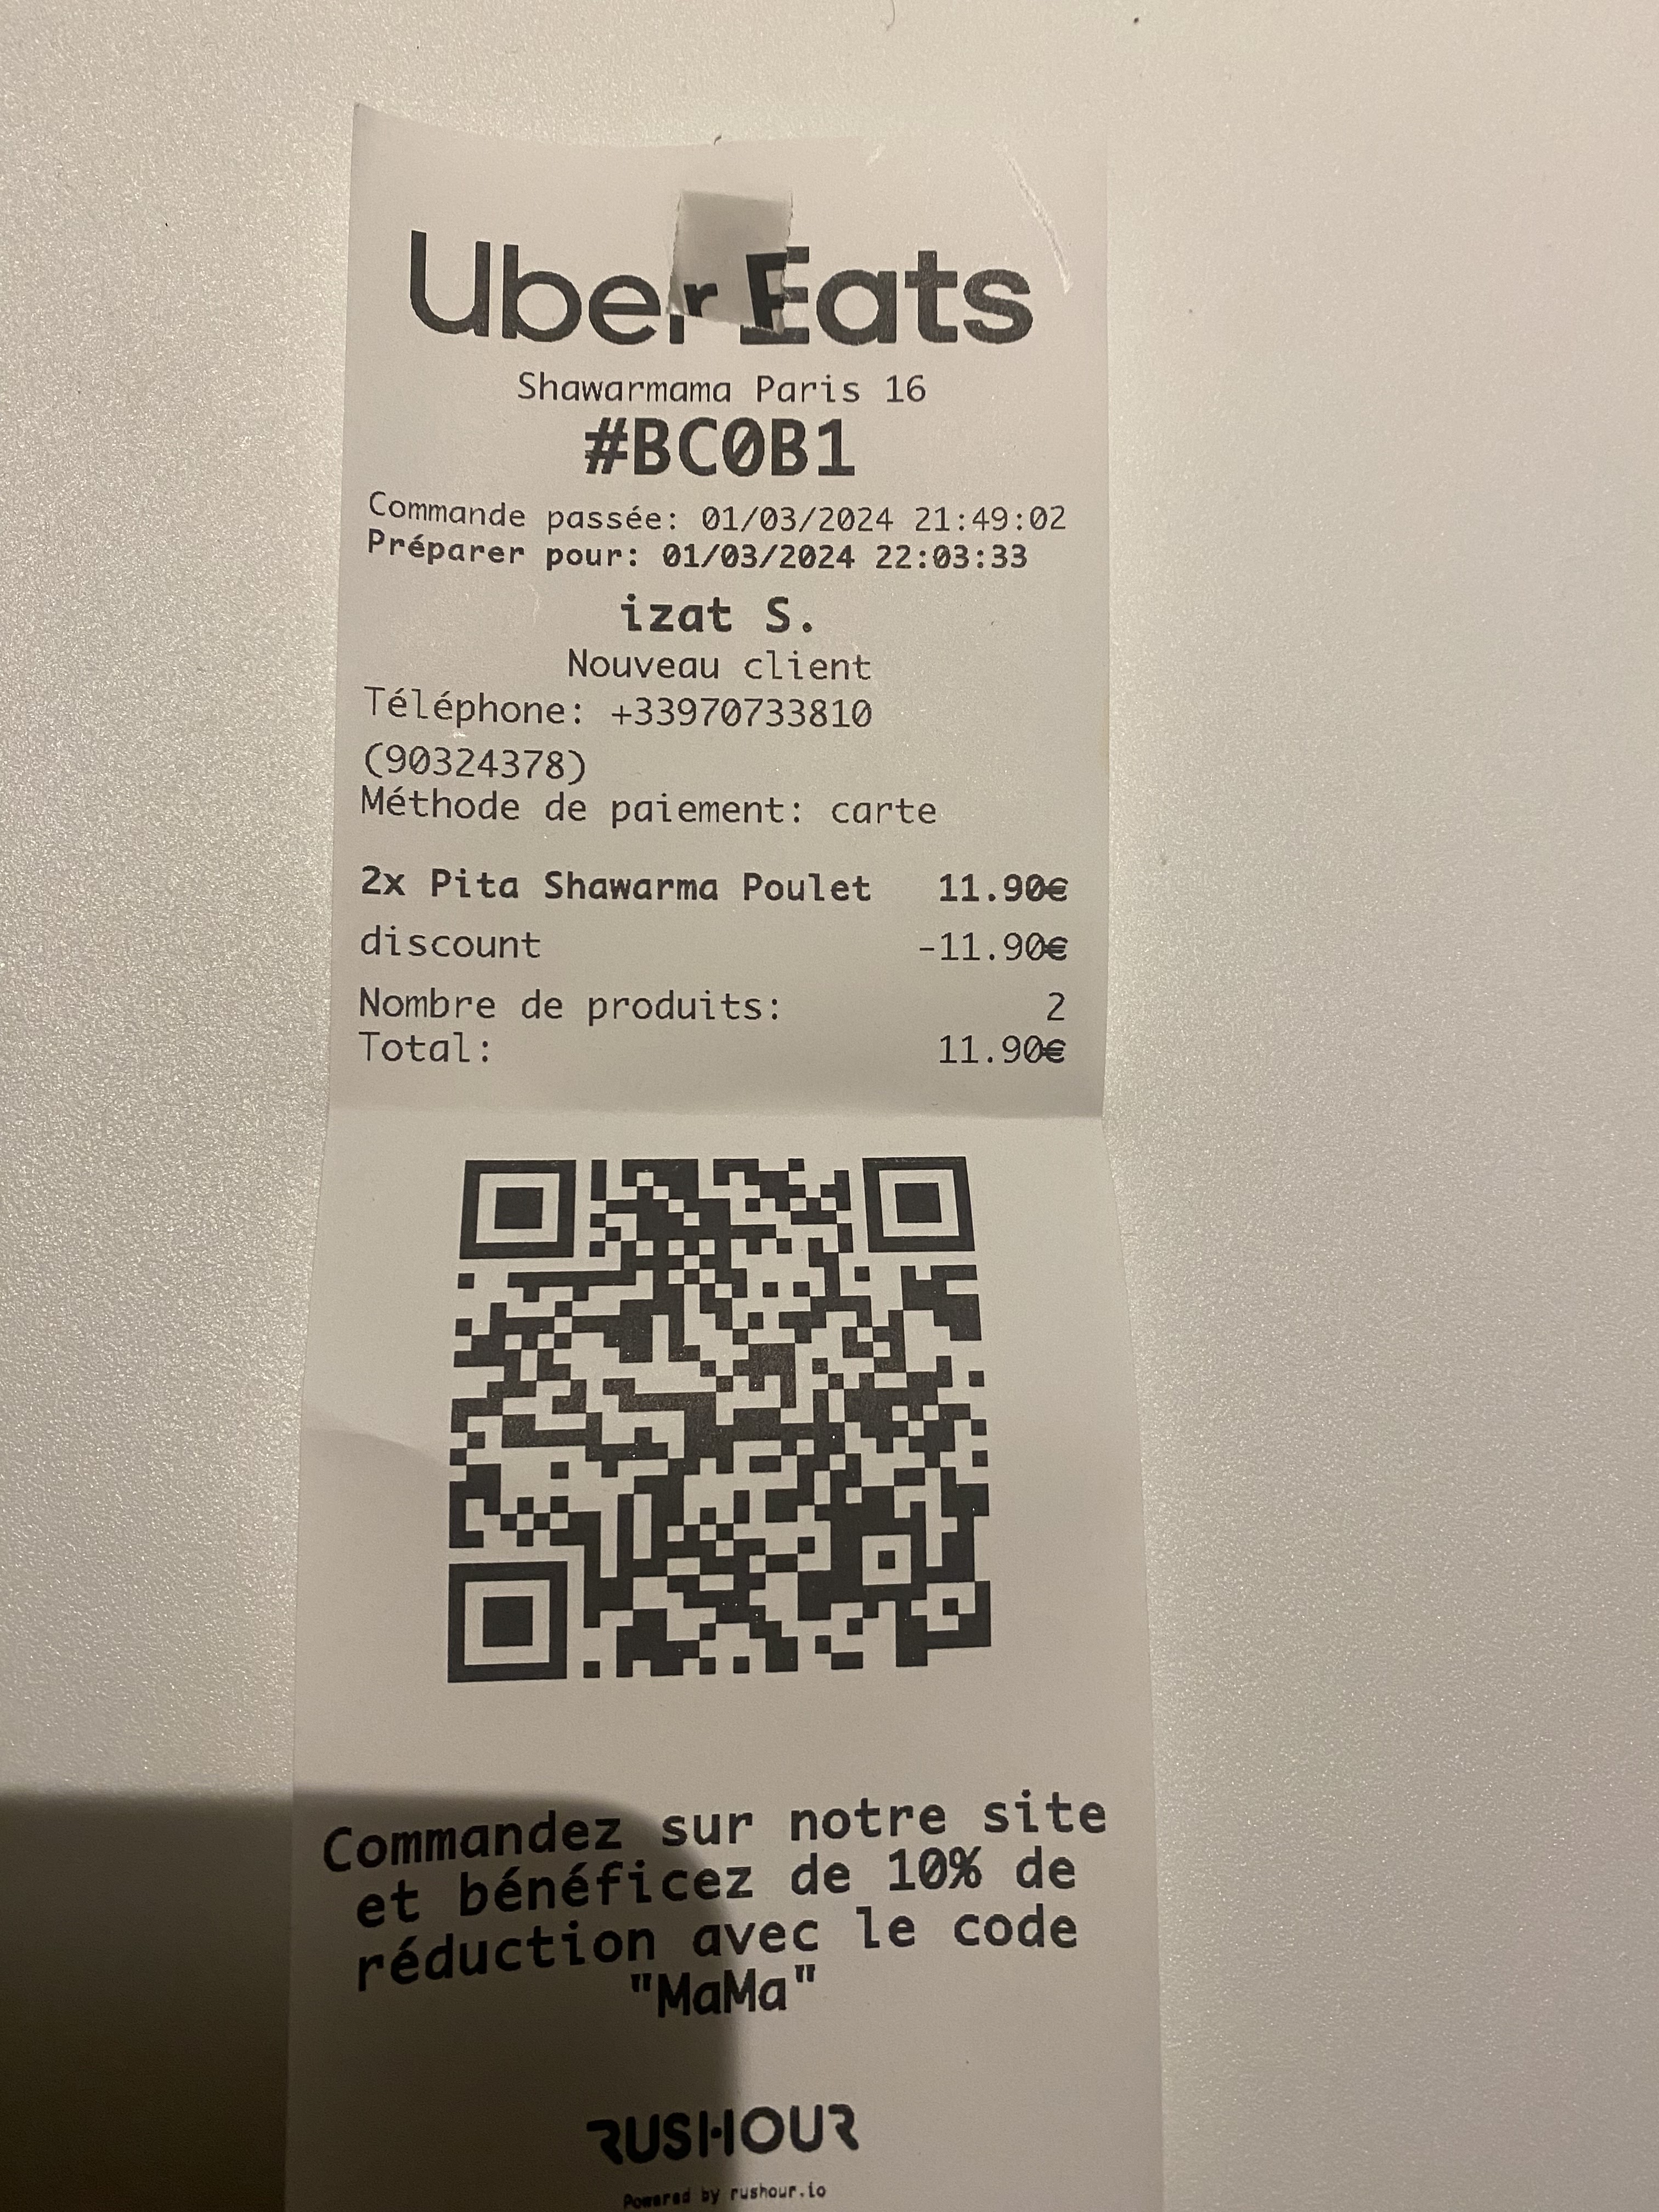 Uber Eats
Shawarmama Paris 16
#BC0B1
Commande passée: 01/03/2024 21:49:02
Préparer pour: 01/03/2024 22:03:33
izat S.
Nouveau client
Téléphone: +33970733810
(90324378)
Méthode de paiement: carte
2x Pita Shawarma Poulet 11.90€
discount -11.90€
Nombre de produits: 2
Total: 11.90€
Commandez sur notre site
et bénéficez de 10% de
réduction avec le code
"MaMa"
RUSHOUR
Powered by rushour.io